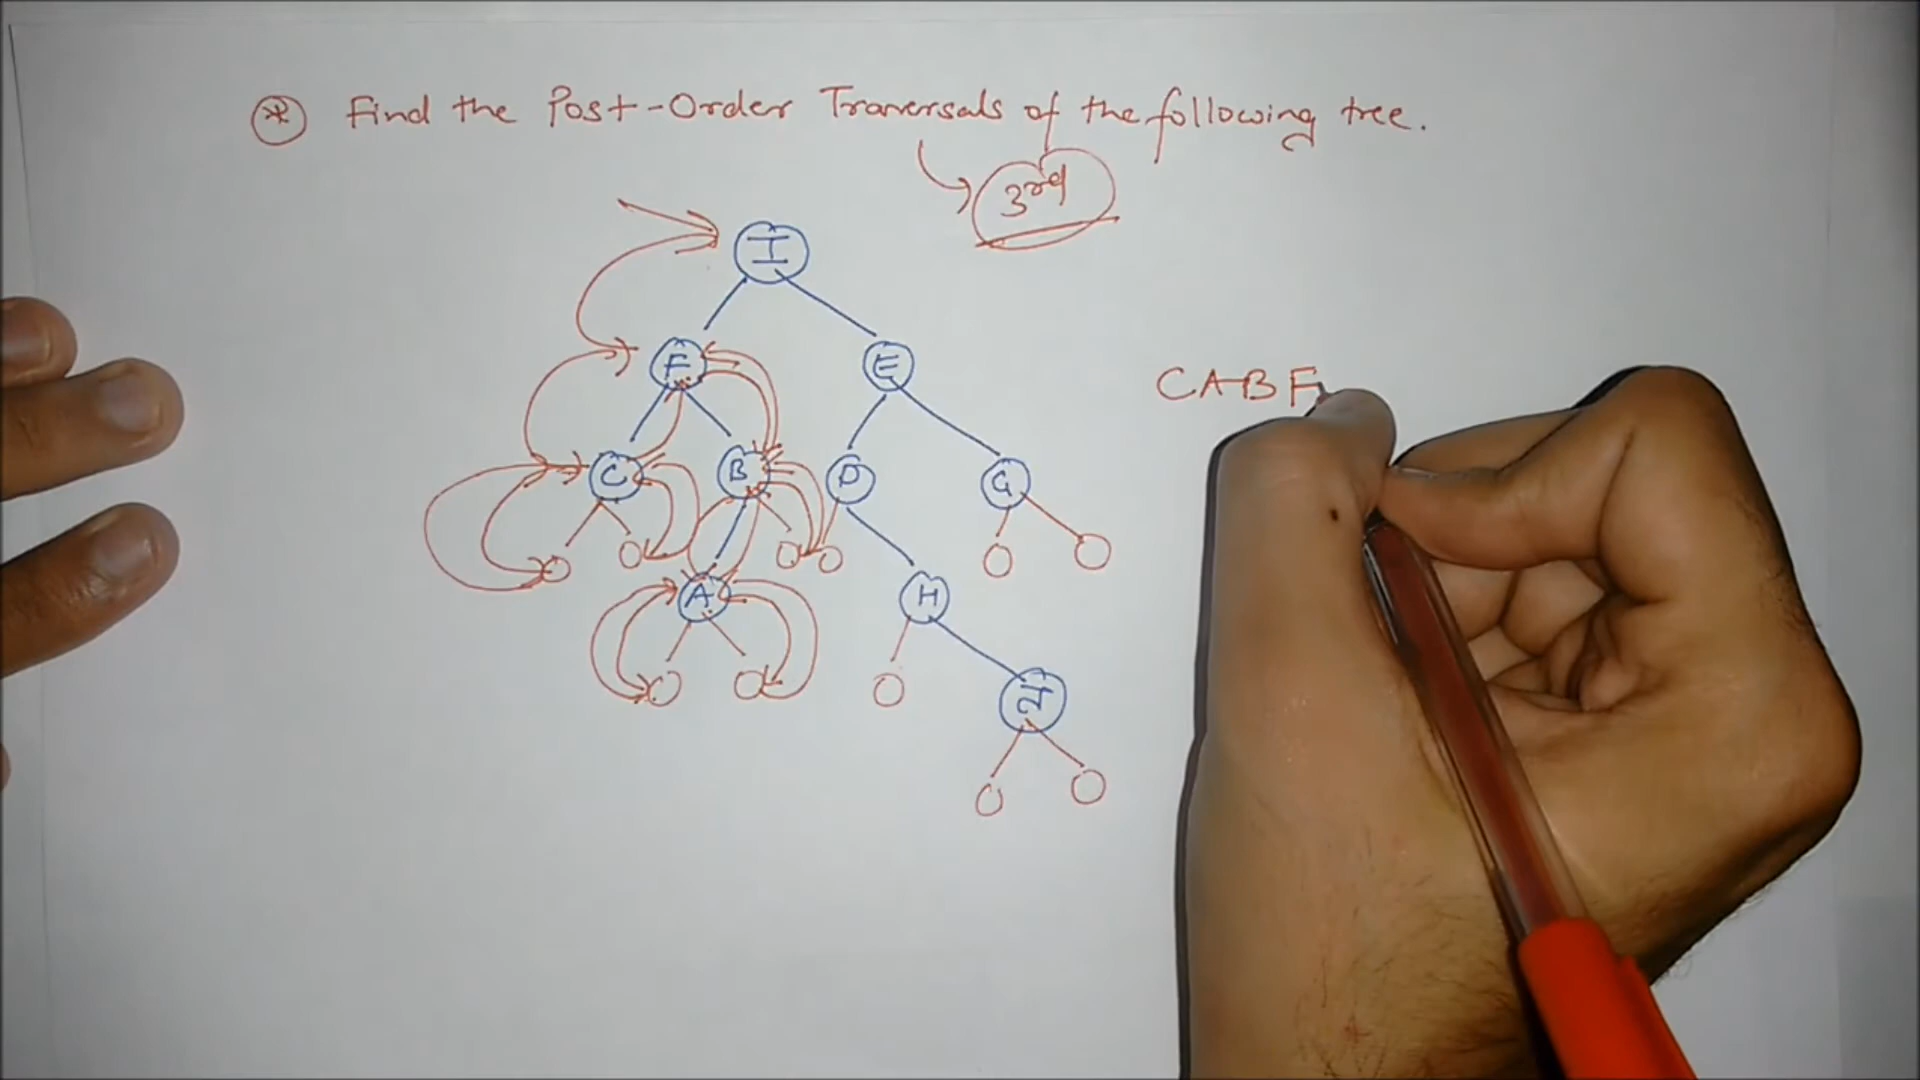 * Find the Post-Order Traversals of the following tree.
3rd
I
F E
C B D G
A H
J
CABF